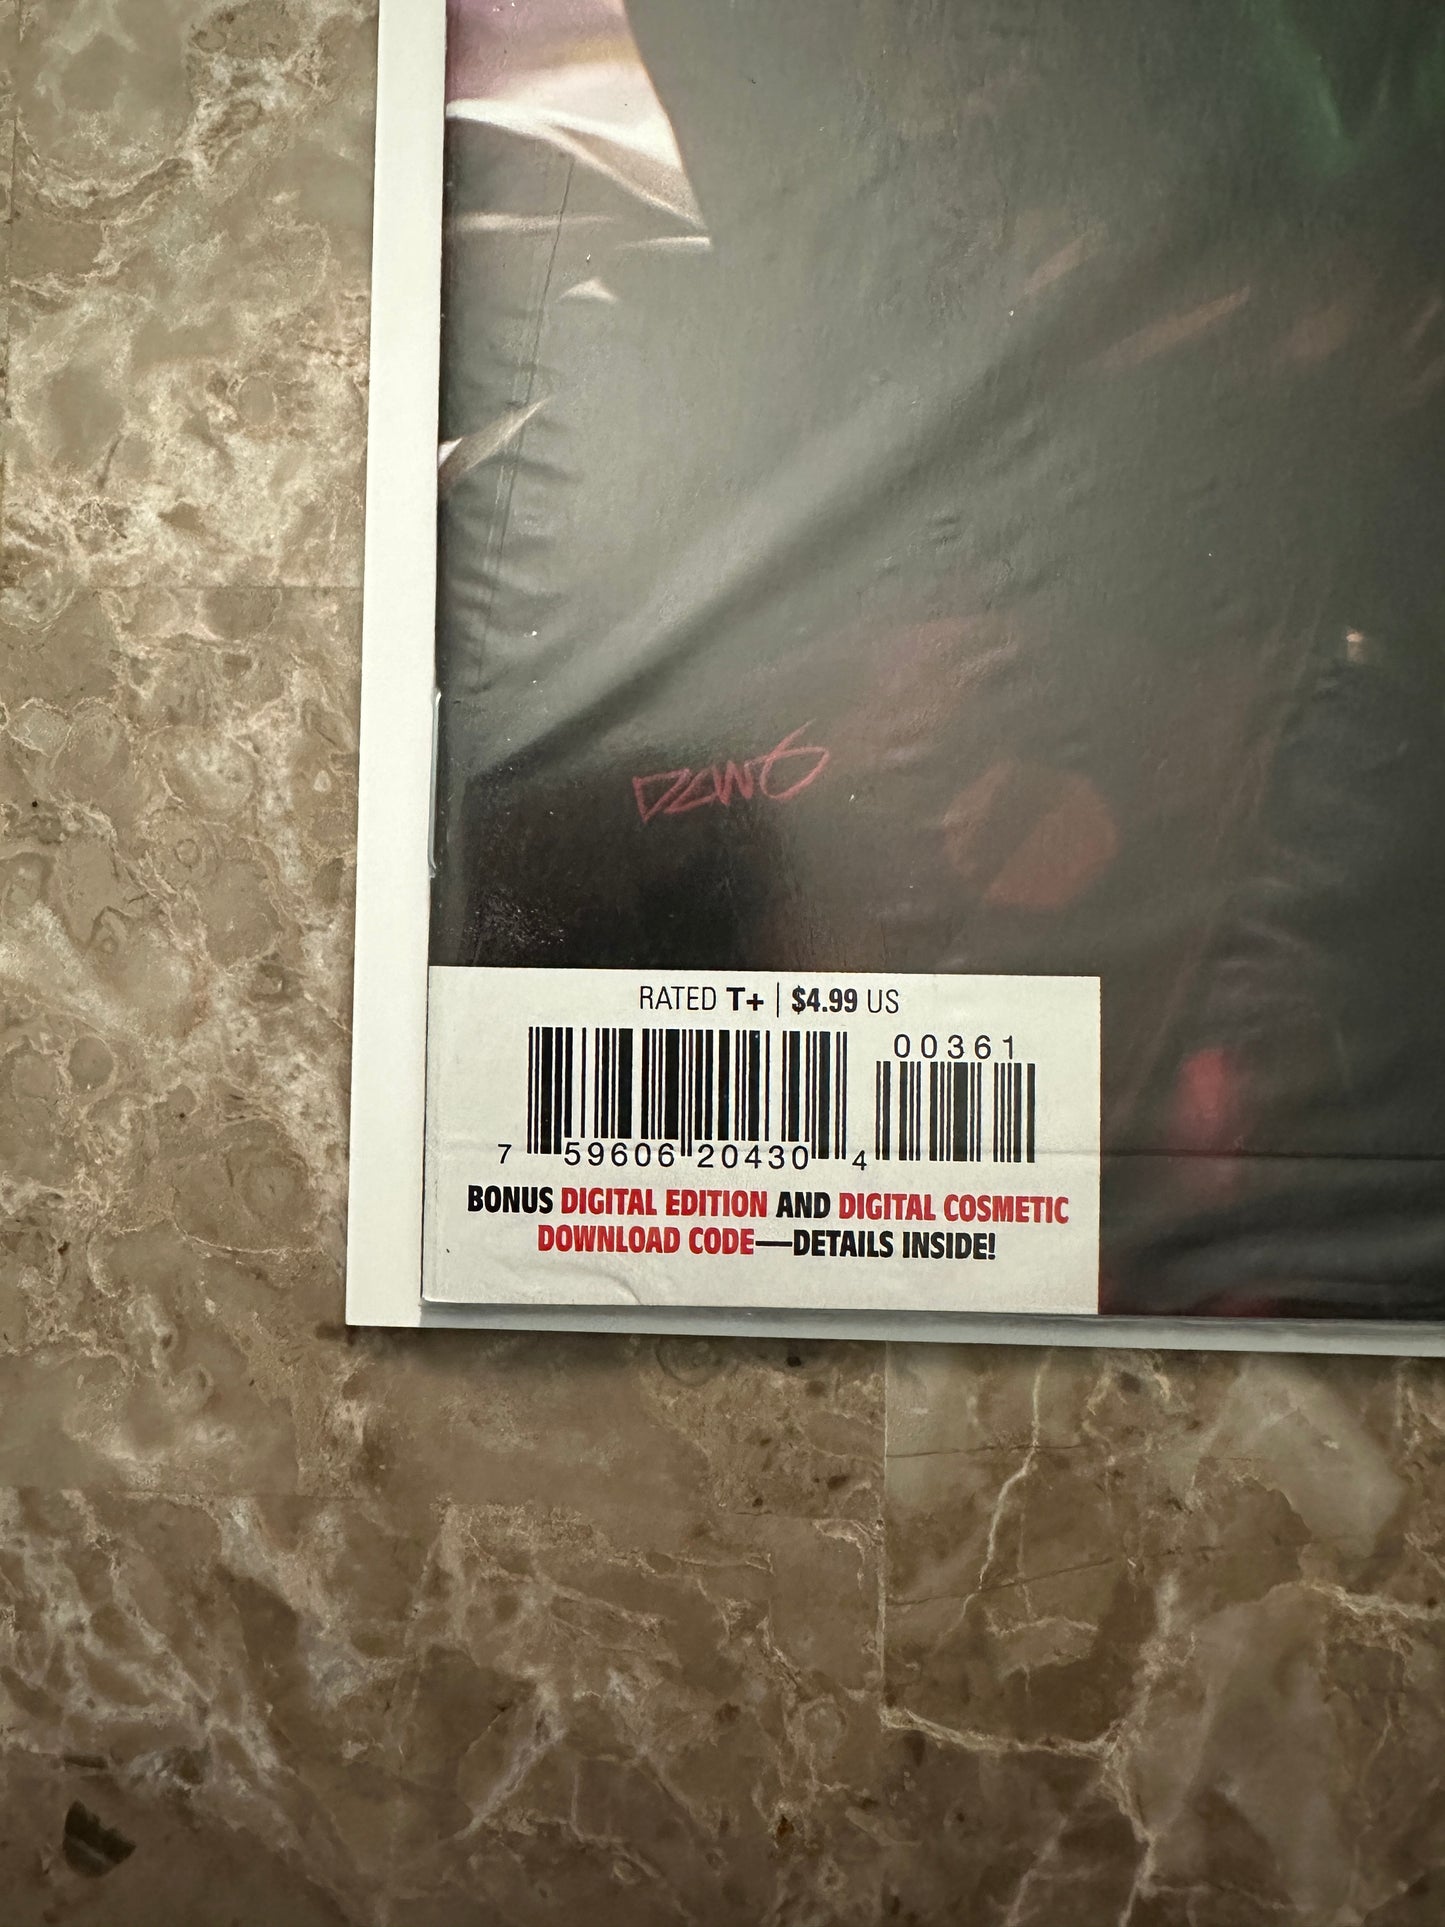 RATED T+ | $4.99 US
00361
7 59606 20430 4
BONUS DIGITAL EDITION AND DIGITAL COSMETIC
DOWNLOAD CODE—DETAILS INSIDE!